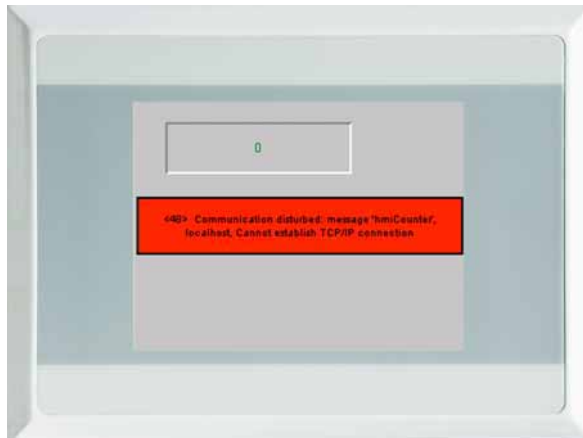 0
<48> Communication disturbed: message 'hmiCounter',
localhost, Cannot establish TCP/IP connection